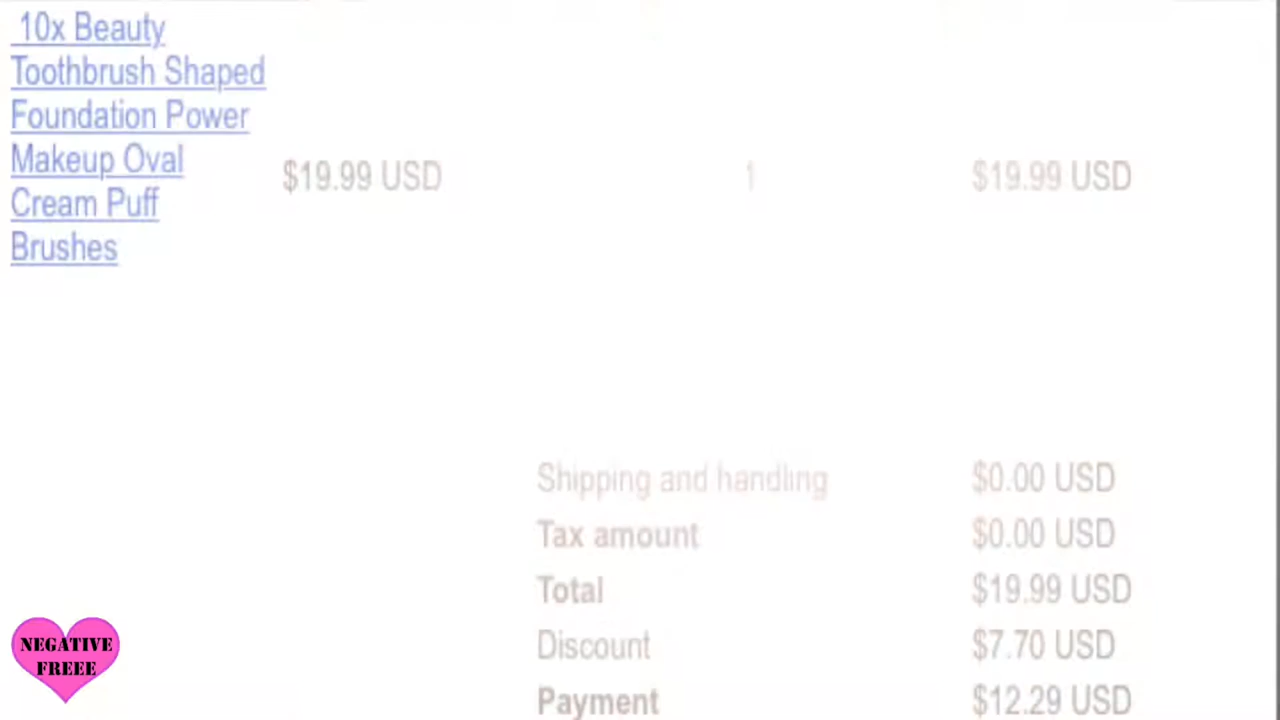 10x Beauty
Toothbrush Shaped
Foundation Power
Makeup Oval
Cream Puff
Brushes
$19.99 USD 1 $19.99 USD
Shipping and handling $0.00 USD
Tax amount $0.00 USD
Total $19.99 USD
Discount $7.70 USD
Payment $12.29 USD
NEGATIVE
FREEE